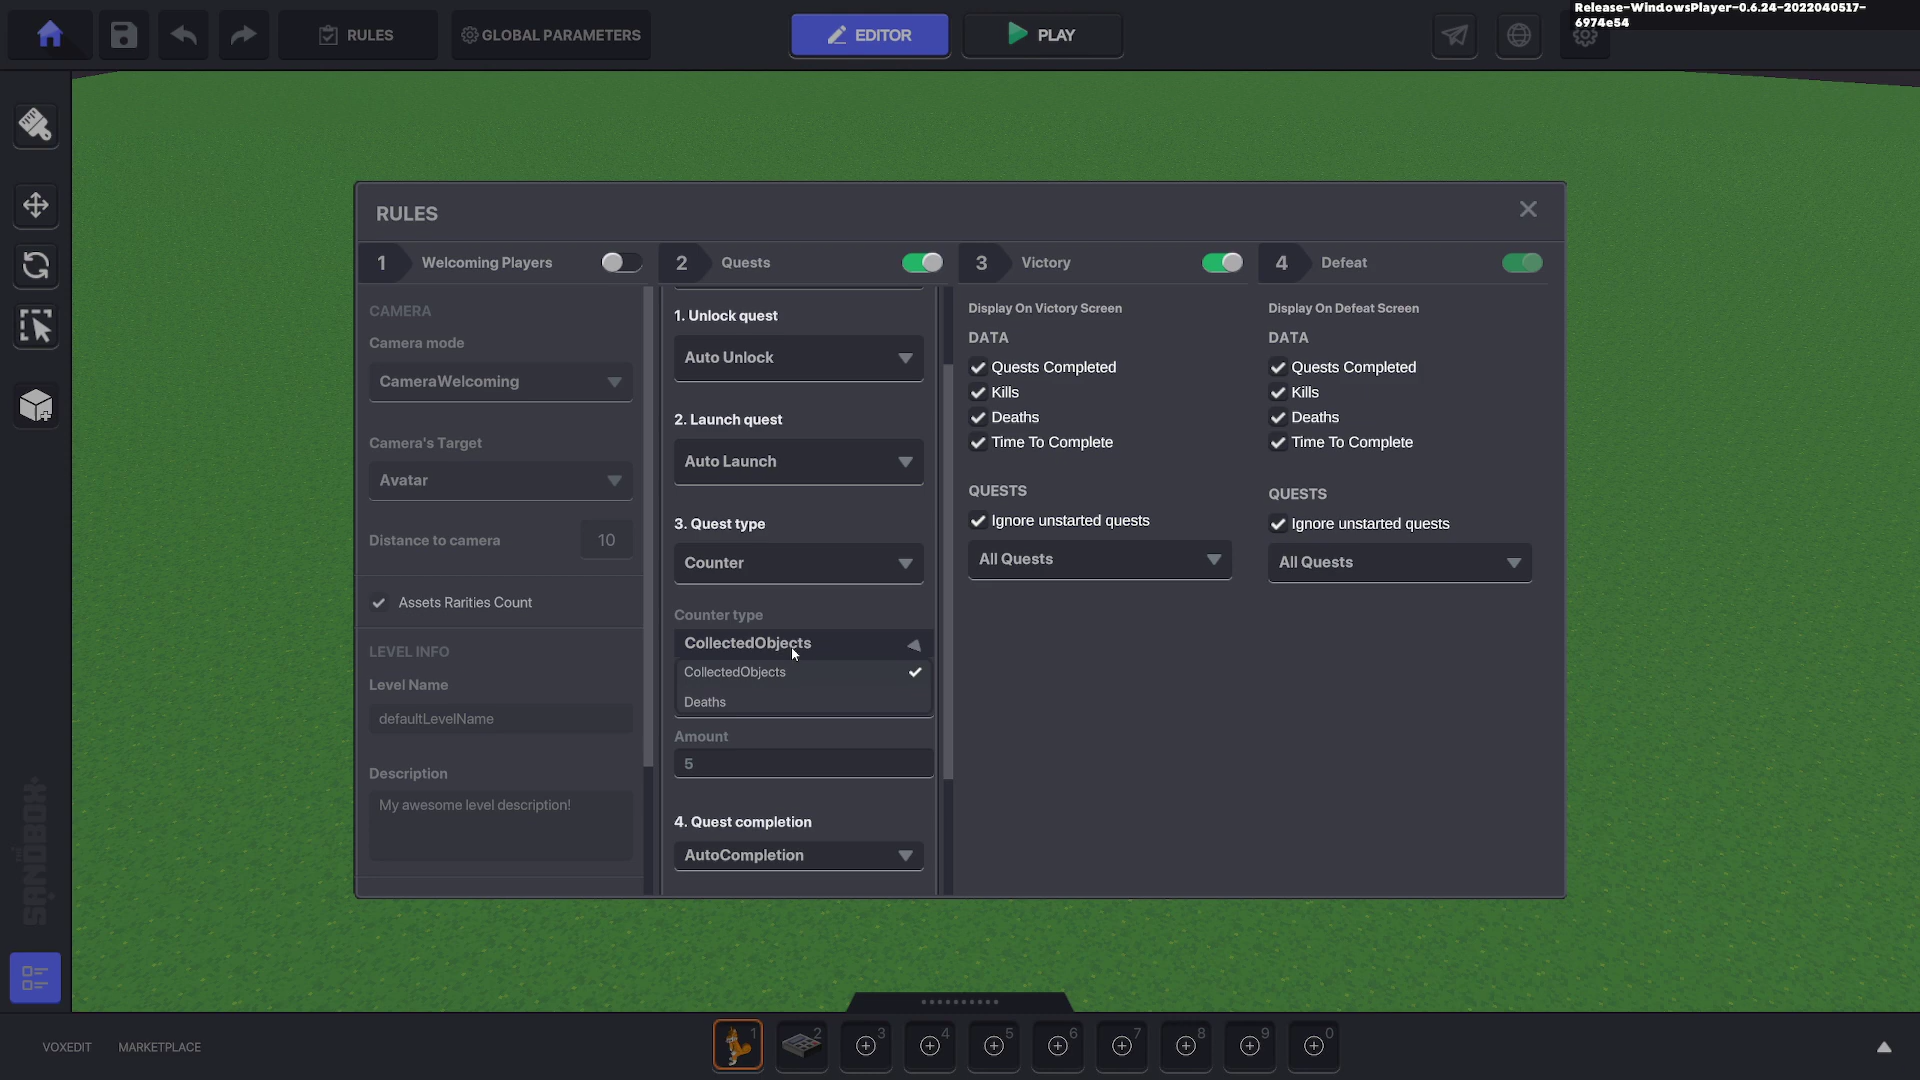 Release-WindowsPlayer-0.6.24-2022040517-
6974e54
RULES
GLOBAL PARAMETERS
EDITOR
PLAY
RULES
1 Welcoming Players
2 Quests
3 Victory
4 Defeat
CAMERA
Camera mode
CameraWelcoming
Camera's Target
Avatar
Distance to camera 10
Assets Rarities Count
LEVEL INFO
Level Name
defaultLevelName
Description
My awesome level description!
1. Unlock quest
Auto Unlock
2. Launch quest
Auto Launch
3. Quest type
Counter
Counter type
CollectedObjects
CollectedObjects
Deaths
Amount
5
4. Quest completion
AutoCompletion
Display On Victory Screen
DATA
Quests Completed
Kills
Deaths
Time To Complete
QUESTS
Ignore unstarted quests
All Quests
Display On Defeat Screen
DATA
Quests Completed
Kills
Deaths
Time To Complete
QUESTS
Ignore unstarted quests
All Quests
THE SANDBOX
VOXEDIT
MARKETPLACE
1 2 3 4 5 6 7 8 9 0